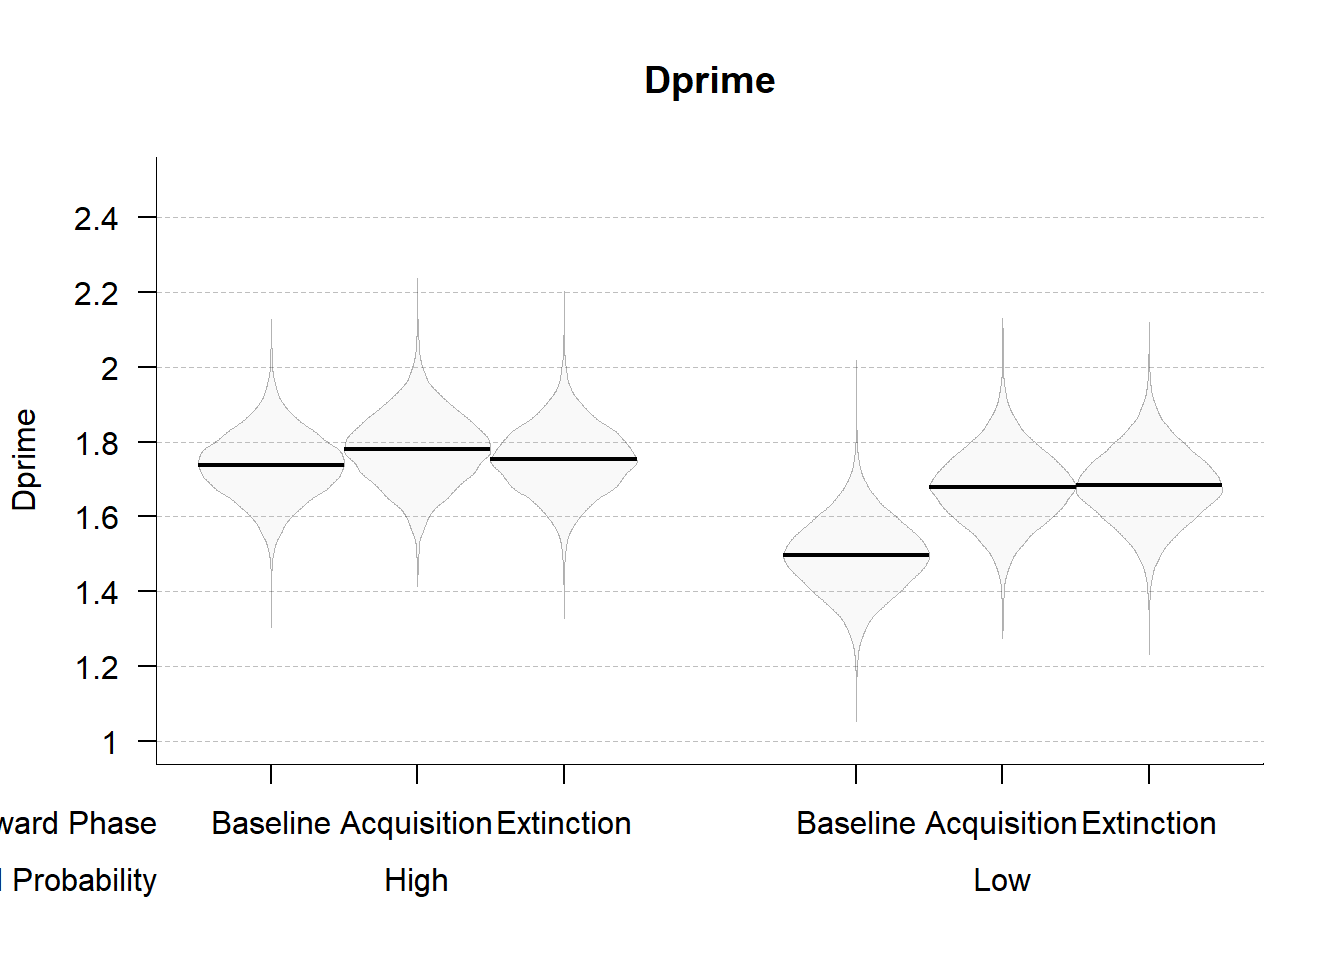 Dprime
2.4
2.2
2
1.8
1.6
1.4
1.2
1
Dprime
Phase Baseline Acquisition Extinction Baseline Acquisition Extinction
Probability High Low